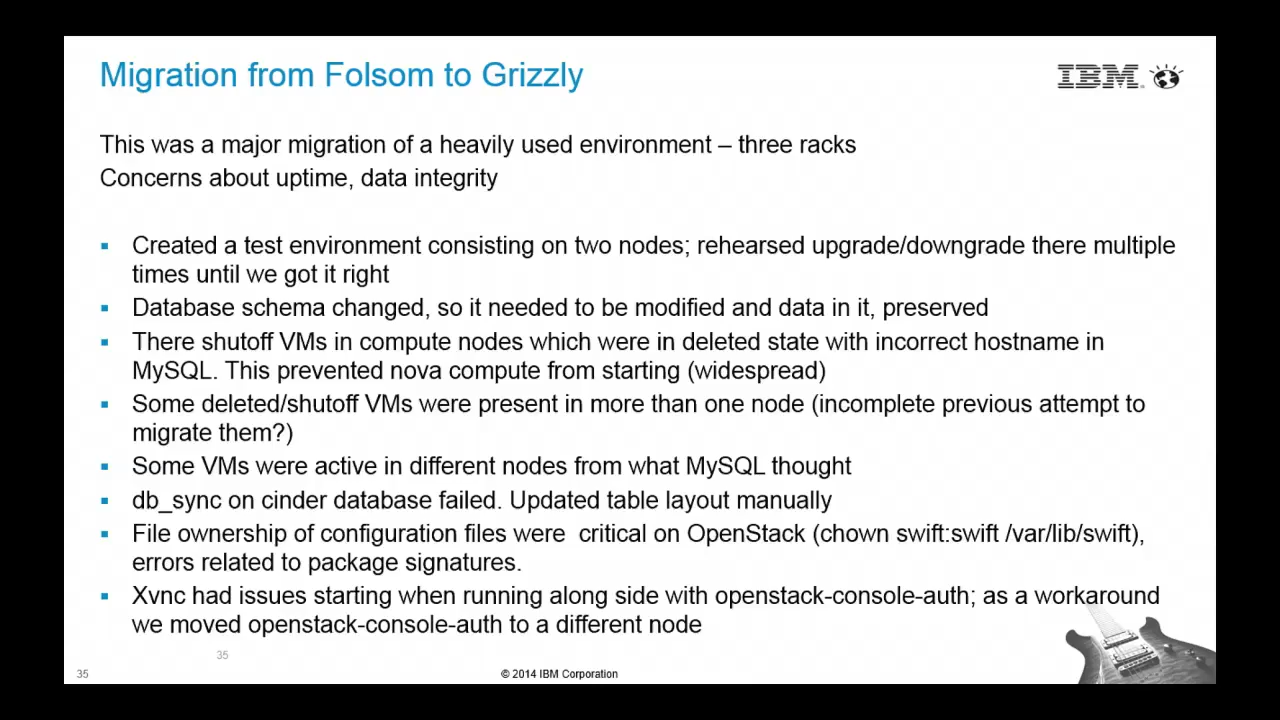 Migration from Folsom to Grizzly
IBM
This was a major migration of a heavily used environment – three racks
Concerns about uptime, data integrity
▪ Created a test environment consisting on two nodes; rehearsed upgrade/downgrade there multiple
times until we got it right
▪ Database schema changed, so it needed to be modified and data in it, preserved
▪ There shutoff VMs in compute nodes which were in deleted state with incorrect hostname in
MySQL. This prevented nova compute from starting (widespread)
▪ Some deleted/shutoff VMs were present in more than one node (incomplete previous attempt to
migrate them?)
▪ Some VMs were active in different nodes from what MySQL thought
▪ db_sync on cinder database failed. Updated table layout manually
▪ File ownership of configuration files were  critical on OpenStack (chown swift:swift /var/lib/swift),
errors related to package signatures.
▪ Xvnc had issues starting when running along side with openstack-console-auth; as a workaround
we moved openstack-console-auth to a different node
35
35
© 2014 IBM Corporation